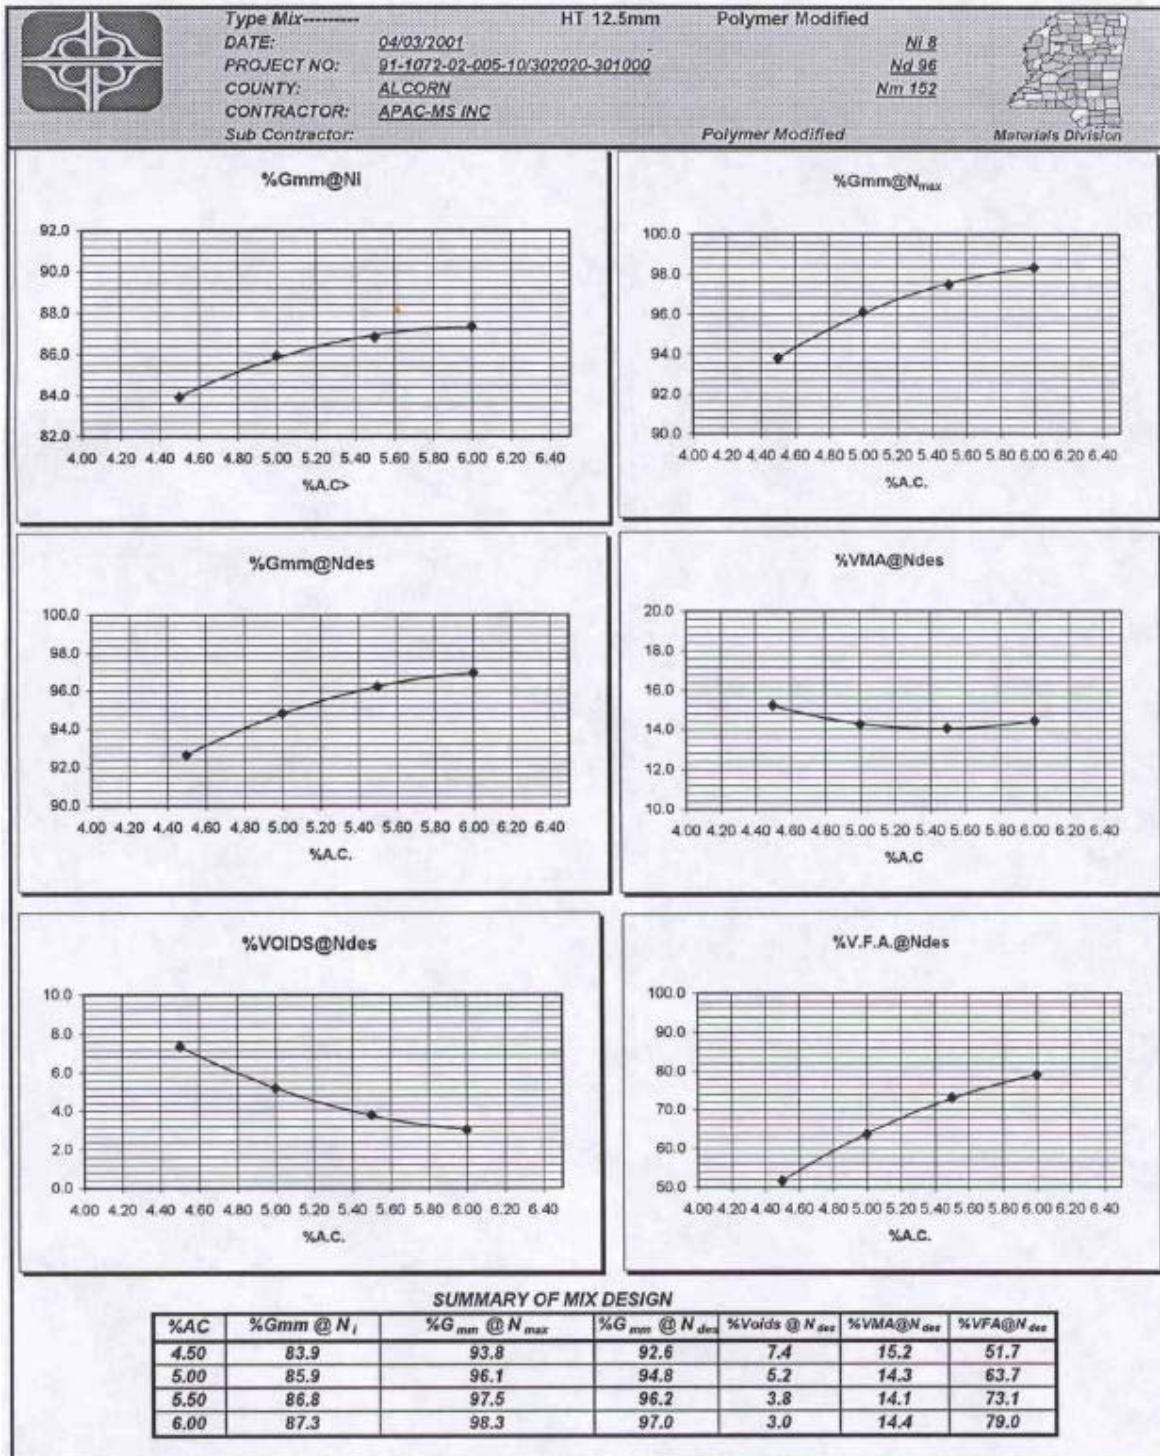 Type Mix--------- HT 12.5mm Polymer Modified
DATE: 04/03/2001 Ni 8
PROJECT NO: 91-1072-02-005-10/302020-301000 Nd 96
COUNTY: ALCORN Nm 152
CONTRACTOR: APAC-MS INC
Sub Contractor: Polymer Modified Materials Division
%Gmm@Ni
92.0
90.0
88.0
86.0
84.0
82.0
4.00 4.20 4.40 4.60 4.80 5.00 5.20 5.40 5.60 5.80 6.00 6.20 6.40
%A.C>
%Gmm@Nmax
100.0
98.0
96.0
94.0
92.0
90.0
4.00 4.20 4.40 4.60 4.80 5.00 5.20 5.40 5.60 5.80 6.00 6.20 6.40
%A.C.
%Gmm@Ndes
100.0
98.0
96.0
94.0
92.0
90.0
4.00 4.20 4.40 4.60 4.80 5.00 5.20 5.40 5.60 5.80 6.00 6.20 6.40
%A.C.
%VMA@Ndes
20.0
18.0
16.0
14.0
12.0
10.0
4.00 4.20 4.40 4.60 4.80 5.00 5.20 5.40 5.60 5.80 6.00 6.20 6.40
%A.C
%VOIDS@Ndes
10.0
8.0
6.0
4.0
2.0
0.0
4.00 4.20 4.40 4.60 4.80 5.00 5.20 5.40 5.60 5.80 6.00 6.20 6.40
%A.C.
%V.F.A.@Ndes
100.0
90.0
80.0
70.0
60.0
50.0
4.00 4.20 4.40 4.60 4.80 5.00 5.20 5.40 5.60 5.80 6.00 6.20 6.40
%A.C.
SUMMARY OF MIX DESIGN
%AC %Gmm @ Ni %Gmm @ Nmax %Gmm @ Ndes %Voids @ Ndes %VMA@Ndes %VFA@Ndes
4.50 83.9 93.8 92.6 7.4 15.2 51.7
5.00 85.9 96.1 94.8 5.2 14.3 63.7
5.50 86.8 97.5 96.2 3.8 14.1 73.1
6.00 87.3 98.3 97.0 3.0 14.4 79.0